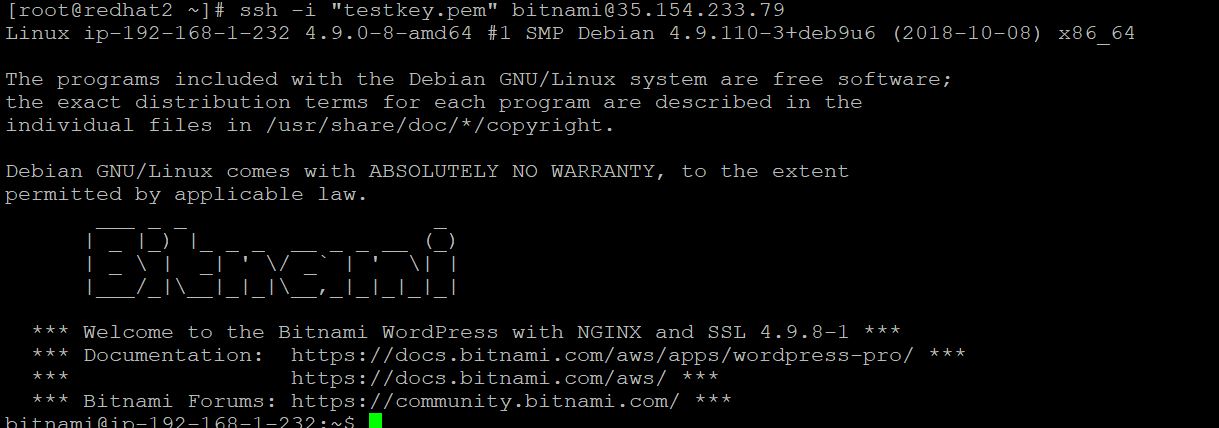 [root@redhat2 ~]# ssh -i "testkey.pem" bitnami@35.154.233.79
Linux ip-192-168-1-232 4.9.0-8-amd64 #1 SMP Debian 4.9.110-3+deb9u6 (2018-10-08) x86_64
The programs included with the Debian GNU/Linux system are free software;
the exact distribution terms for each program are described in the
individual files in /usr/share/doc/*/copyright.
Debian GNU/Linux comes with ABSOLUTELY NO WARRANTY, to the extent
permitted by applicable law.
Bitnami
*** Welcome to the Bitnami WordPress with NGINX and SSL 4.9.8-1 ***
*** Documentation:  https://docs.bitnami.com/aws/apps/wordpress-pro/ ***
***                 https://docs.bitnami.com/aws/ ***
*** Bitnami Forums: https://community.bitnami.com/ ***
bitnami@ip-192-168-1-232:~$